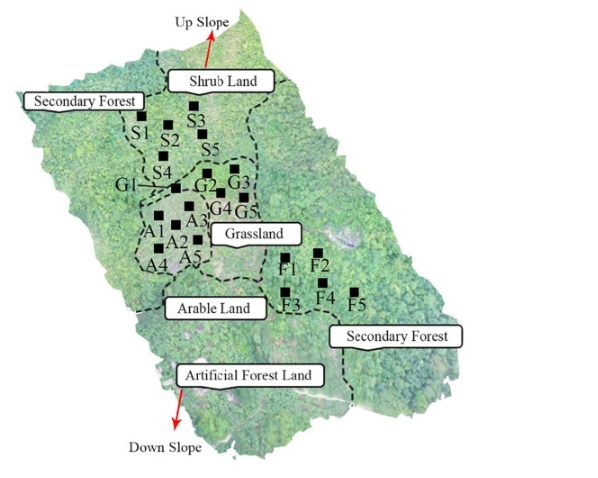 Up Slope
Shrub Land
Secondary Forest
S3
S1
S2
S5
S4
G1
G2
G3
G4
G5
A3
A1
A2
A5
A4
Grassland
F1
F2
F3
F4
F5
Arable Land
Secondary Forest
Artificial Forest Land
Down Slope